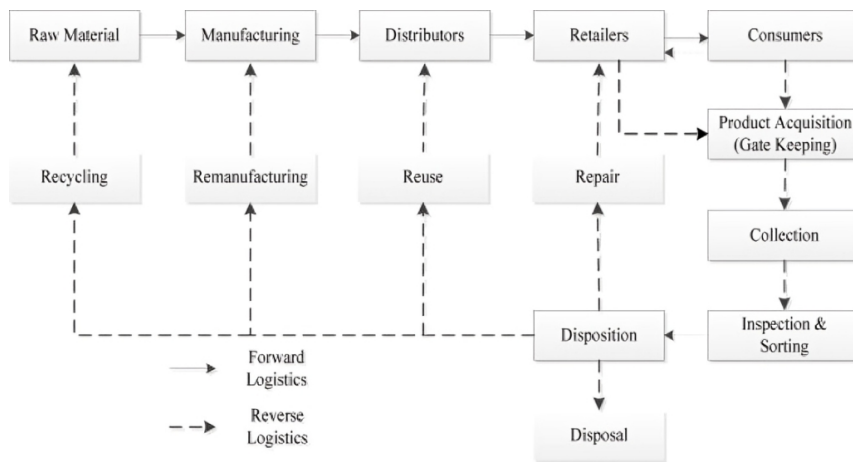 Raw Material
Manufacturing
Distributors
Retailers
Consumers
Product Acquisition
(Gate Keeping)
Recycling
Remanufacturing
Reuse
Repair
Collection
Disposition
Inspection &
Sorting
Forward
Logistics
Reverse
Logistics
Disposal